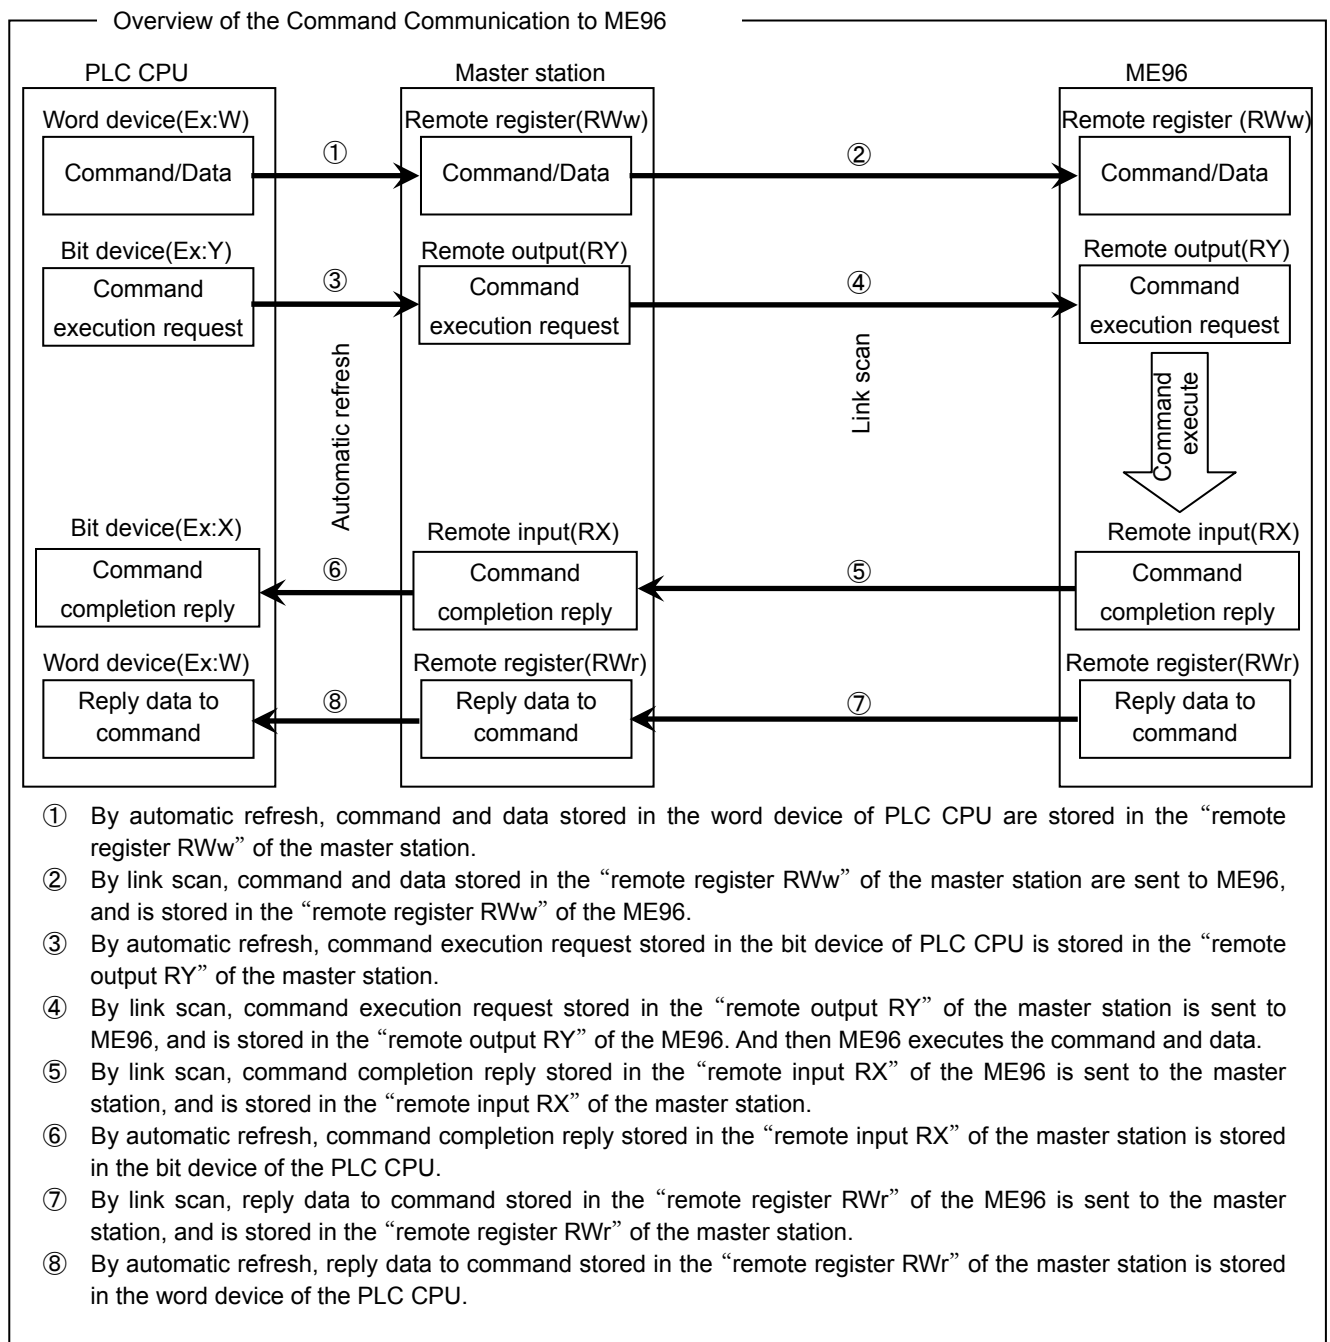 Overview of the Command Communication to ME96
PLC CPU
Master station
ME96
Word device(Ex:W)
Remote register(RWw)
Remote register (RWw)
①
②
Command/Data
Command/Data
Command/Data
Bit device(Ex:Y)
Remote output(RY)
Remote output(RY)
③
④
Command
execution request
Command
execution request
Command
execution request
Automatic refresh
Link scan
Command
execute
Bit device(Ex:X)
Remote input(RX)
Remote input(RX)
⑥
⑤
Command
completion reply
Command
completion reply
Command
completion reply
Word device(Ex:W)
Remote register(RWr)
Remote register(RWr)
⑧
⑦
Reply data to
command
Reply data to
command
Reply data to
command
① By automatic refresh, command and data stored in the word device of PLC CPU are stored in the “remote
register RWw” of the master station.
② By link scan, command and data stored in the “remote register RWw” of the master station are sent to ME96,
and is stored in the “remote register RWw” of the ME96.
③ By automatic refresh, command execution request stored in the bit device of PLC CPU is stored in the “remote
output RY” of the master station.
④ By link scan, command execution request stored in the “remote output RY” of the master station is sent to
ME96, and is stored in the “remote output RY” of the ME96. And then ME96 executes the command and data.
⑤ By link scan, command completion reply stored in the “remote input RX” of the ME96 is sent to the master
station, and is stored in the “remote input RX” of the master station.
⑥ By automatic refresh, command completion reply stored in the “remote input RX” of the master station is stored
in the bit device of the PLC CPU.
⑦ By link scan, reply data to command stored in the “remote register RWr” of the ME96 is sent to the master
station, and is stored in the “remote register RWr” of the master station.
⑧ By automatic refresh, reply data to command stored in the “remote register RWr” of the master station is stored
in the word device of the PLC CPU.